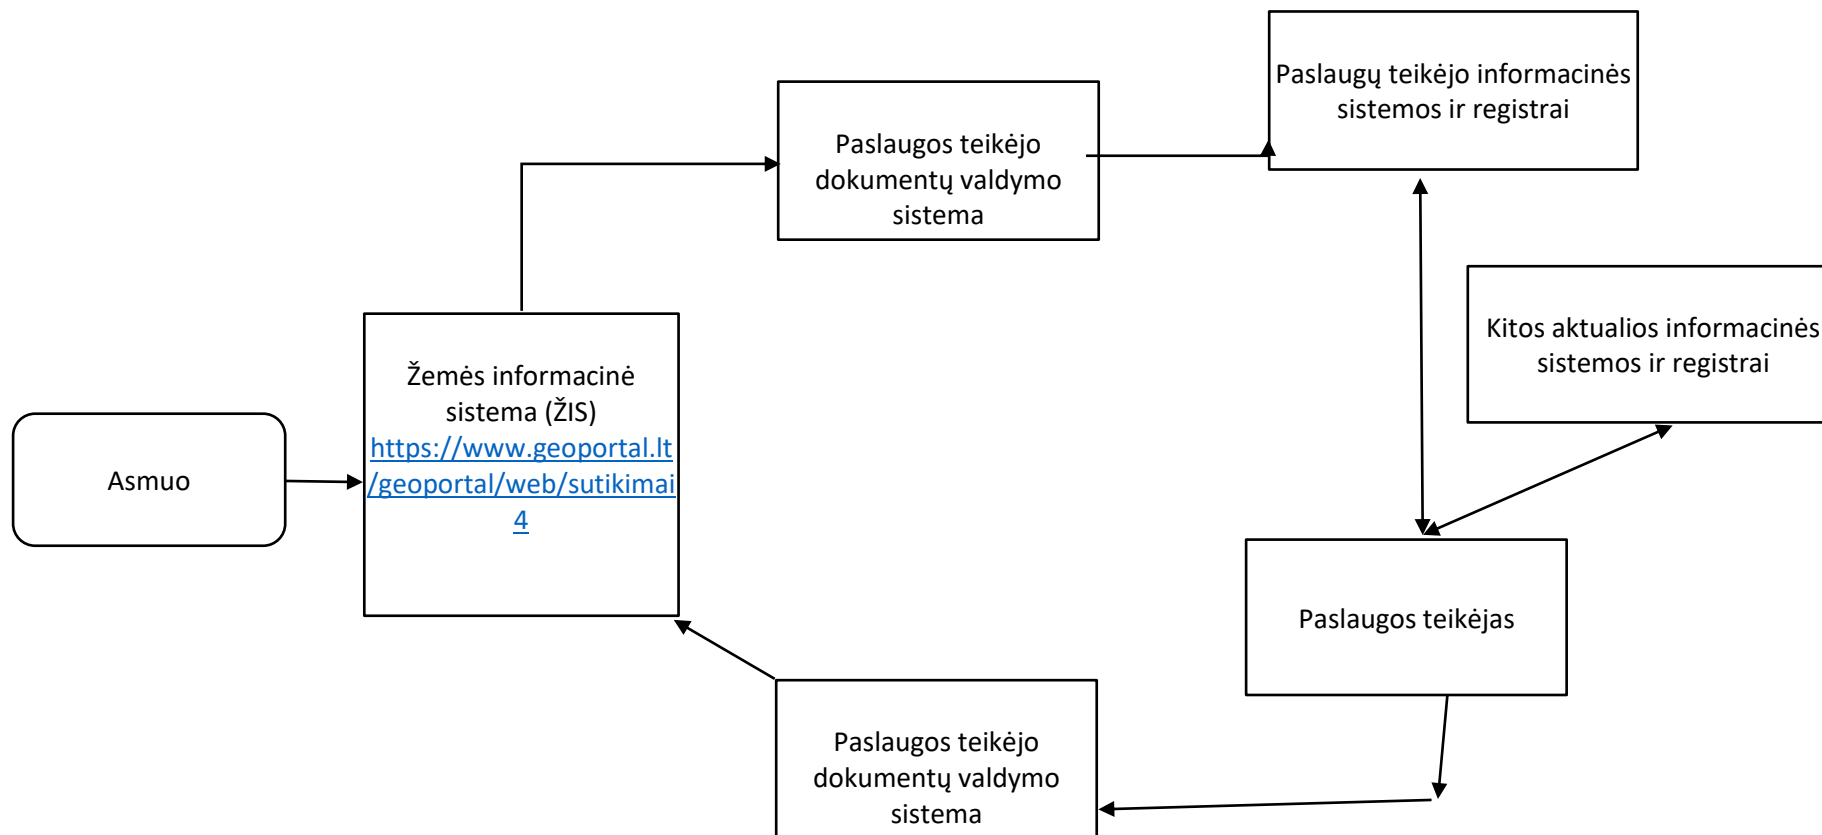 Paslaugų teikėjo informacinės
sistemos ir registrai
Paslaugos teikėjo
dokumentų valdymo
sistema
Kitos aktualios informacinės
sistemos ir registrai
Žemės informacinė
sistema (ŽIS)
https://www.geoportal.lt
/geoportal/web/sutikimai
4
Asmuo
Paslaugos teikėjas
Paslaugos teikėjo
dokumentų valdymo
sistema